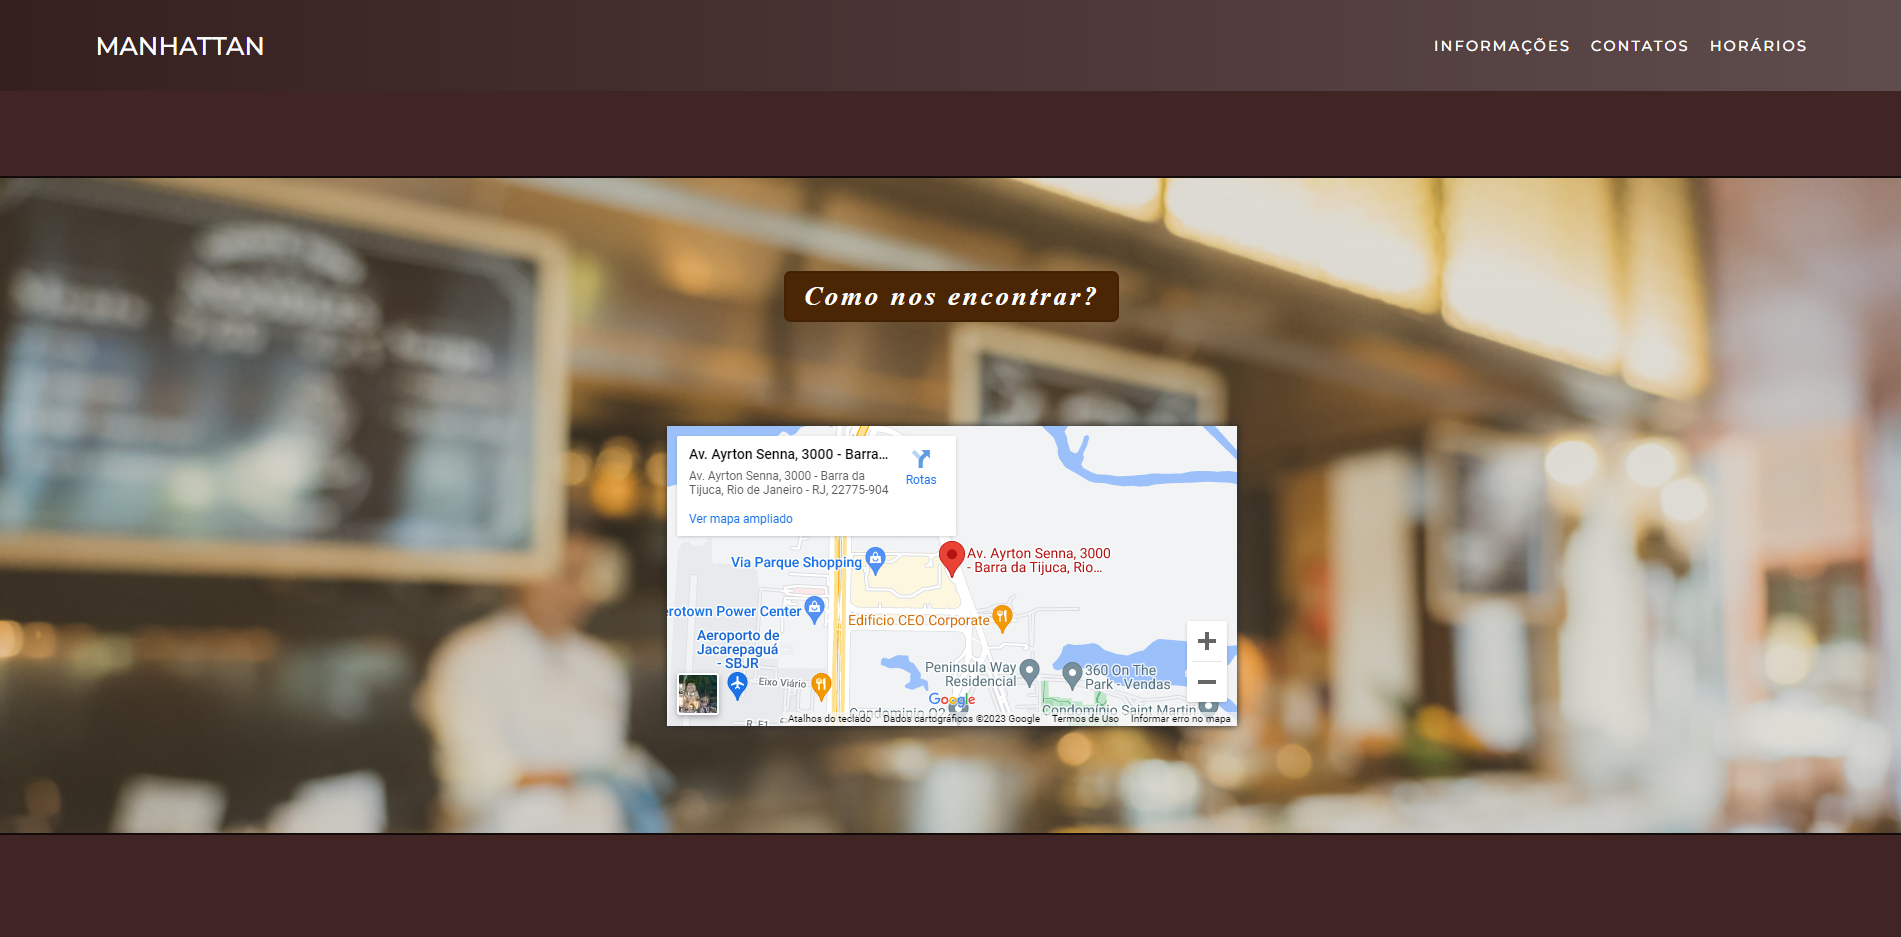 MANHATTAN
INFORMAÇÕES CONTATOS HORÁRIOS
Como nos encontrar?
Av. Ayrton Senna, 3000 - Barra...
Av. Ayrton Senna, 3000 - Barra da
Tijuca, Rio de Janeiro - RJ, 22775-904
Rotas
Ver mapa ampliado
Via Parque Shopping
Av. Ayrton Senna, 3000
- Barra da Tijuca, Rio...
erotown Power Center
Edifício CEO Corporate
Aeroporto de
Jacarepaguá
- SBJR
Eixo Viário
Peninsula Way
Residencial
360 On The
Park - Vendas
Google
Condomínio Saint Martin
Atalhos do teclado
Dados cartográficos ©2023 Google
Termos de Uso
Informar erro no mapa